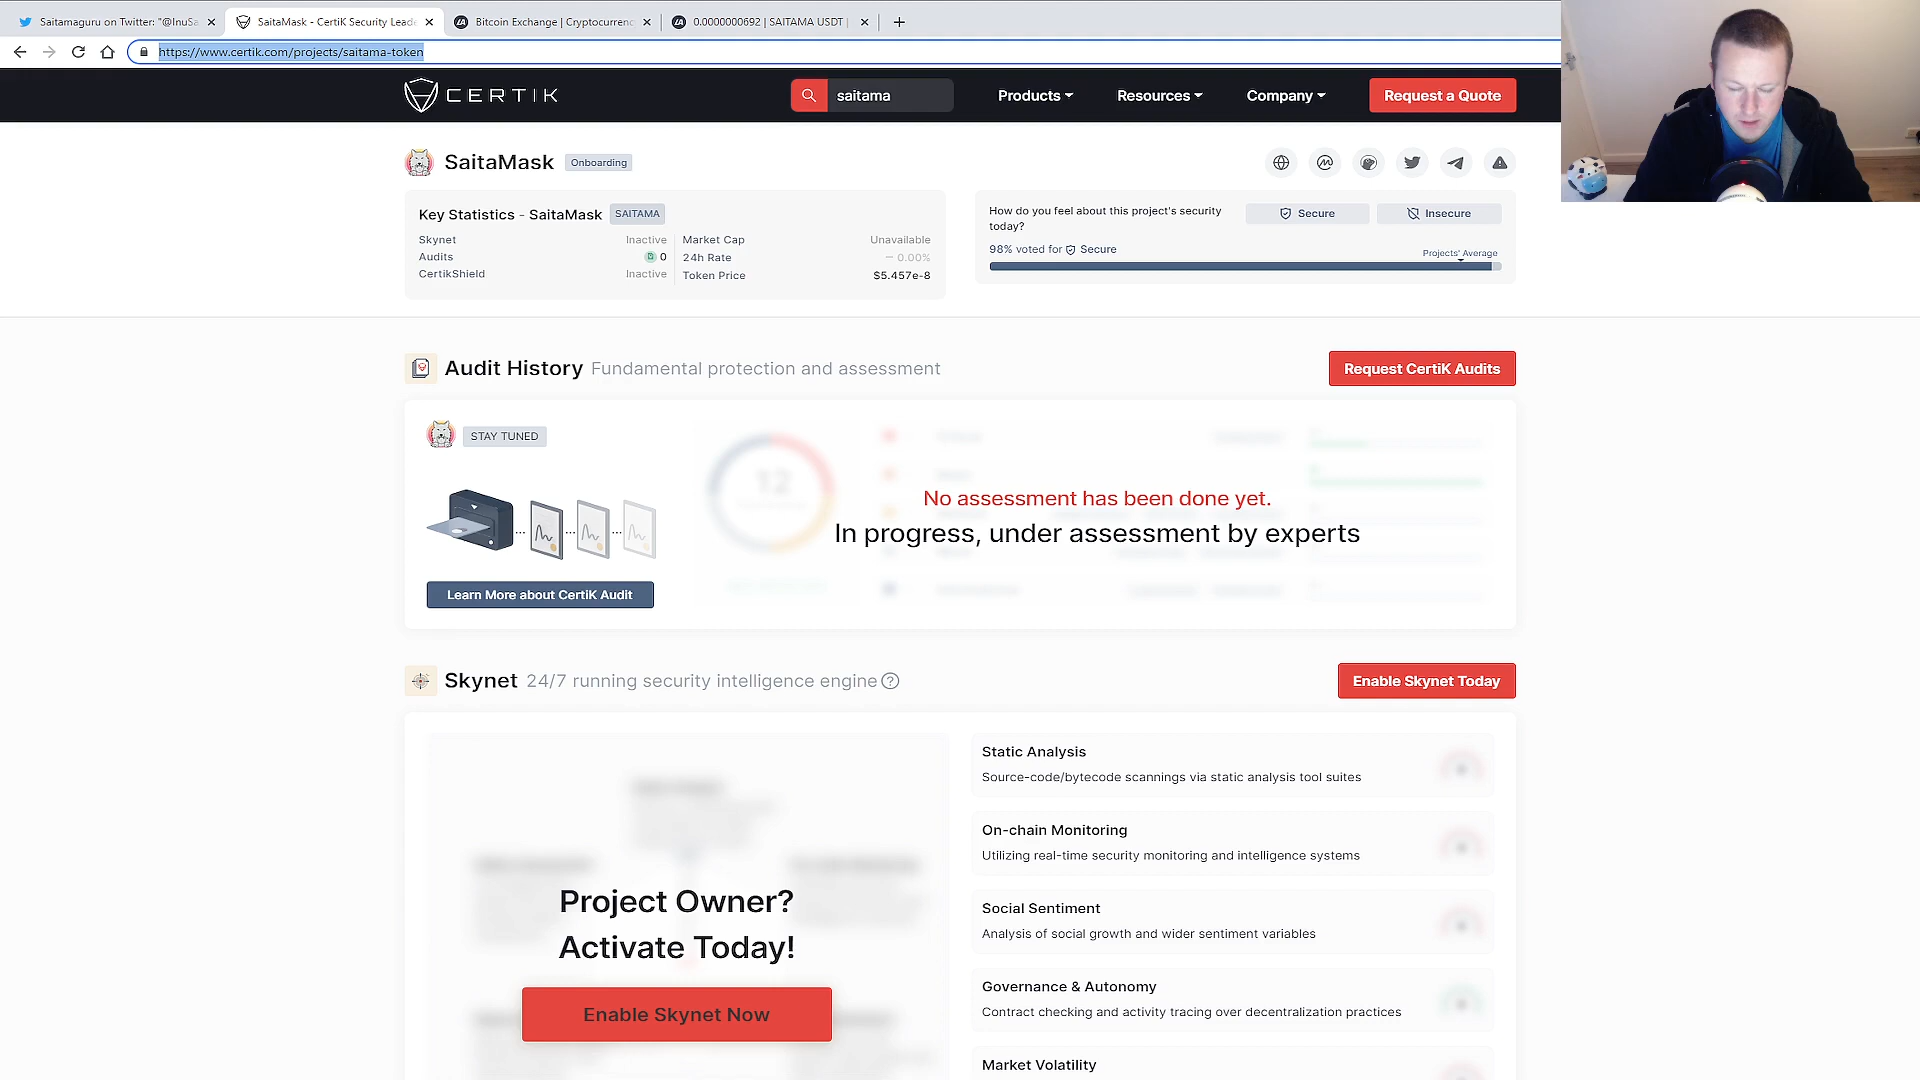 Saitamaguru on Twitter: "@InuSa
SaitaMask - CertiK Security Leade
Bitcoin Exchange | Cryptocurrenc
0.0000000692 | SAITAMA USDT |
https://www.certik.com/projects/saitama-token
CERTIK
saitama
Products
Resources
Company
Request a Quote
SaitaMask
Onboarding
Key Statistics - SaitaMask
SAITAMA
Skynet
Inactive
Market Cap
Unavailable
Audits
0
24h Rate
– 0.00%
CertikShield
Inactive
Token Price
$5.457e-8
How do you feel about this project's security
today?
Secure
Insecure
98% voted for Secure
Projects' Average
Audit History
Fundamental protection and assessment
Request CertiK Audits
STAY TUNED
12
No assessment has been done yet.
In progress, under assessment by experts
Learn More about CertiK Audit
Skynet
24/7 running security intelligence engine
Enable Skynet Today
Project Owner?
Activate Today!
Enable Skynet Now
Static Analysis
Source-code/bytecode scannings via static analysis tool suites
On-chain Monitoring
Utilizing real-time security monitoring and intelligence systems
Social Sentiment
Analysis of social growth and wider sentiment variables
Governance & Autonomy
Contract checking and activity tracing over decentralization practices
Market Volatility